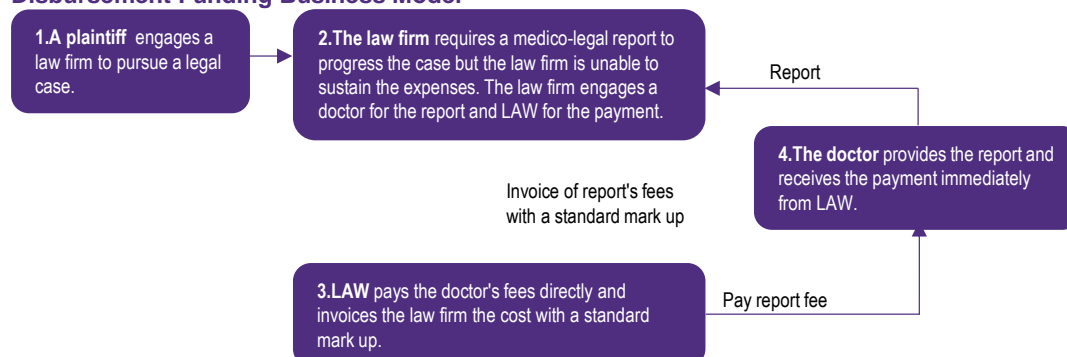 Disbursement Funding Business Model
1.A plaintiff engages a
law firm to pursue a legal
case.
2.The law firm requires a medico-legal report to
progress the case but the law firm is unable to
sustain the expenses. The law firm engages a
doctor for the report and LAW for the payment.
Report
4.The doctor provides the report and
receives the payment immediately
from LAW.
Invoice of report's fees
with a standard mark up
3.LAW pays the doctor's fees directly and
invoices the law firm the cost with a standard
mark up.
Pay report fee